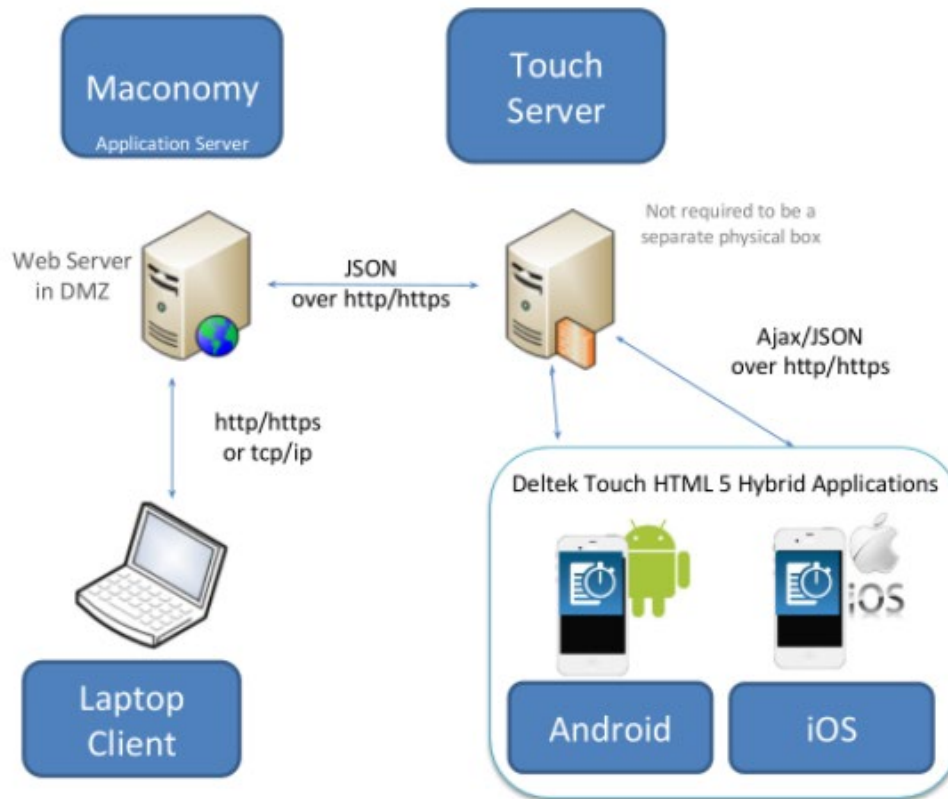 Maconomy
Application Server
Touch
Server
Not required to be a
separate physical box
Web Server
in DMZ
JSON
over http/https
Ajax/JSON
over http/https
http/https
or tcp/ip
Deltek Touch HTML 5 Hybrid Applications
iOS
Laptop
Client
Android
iOS